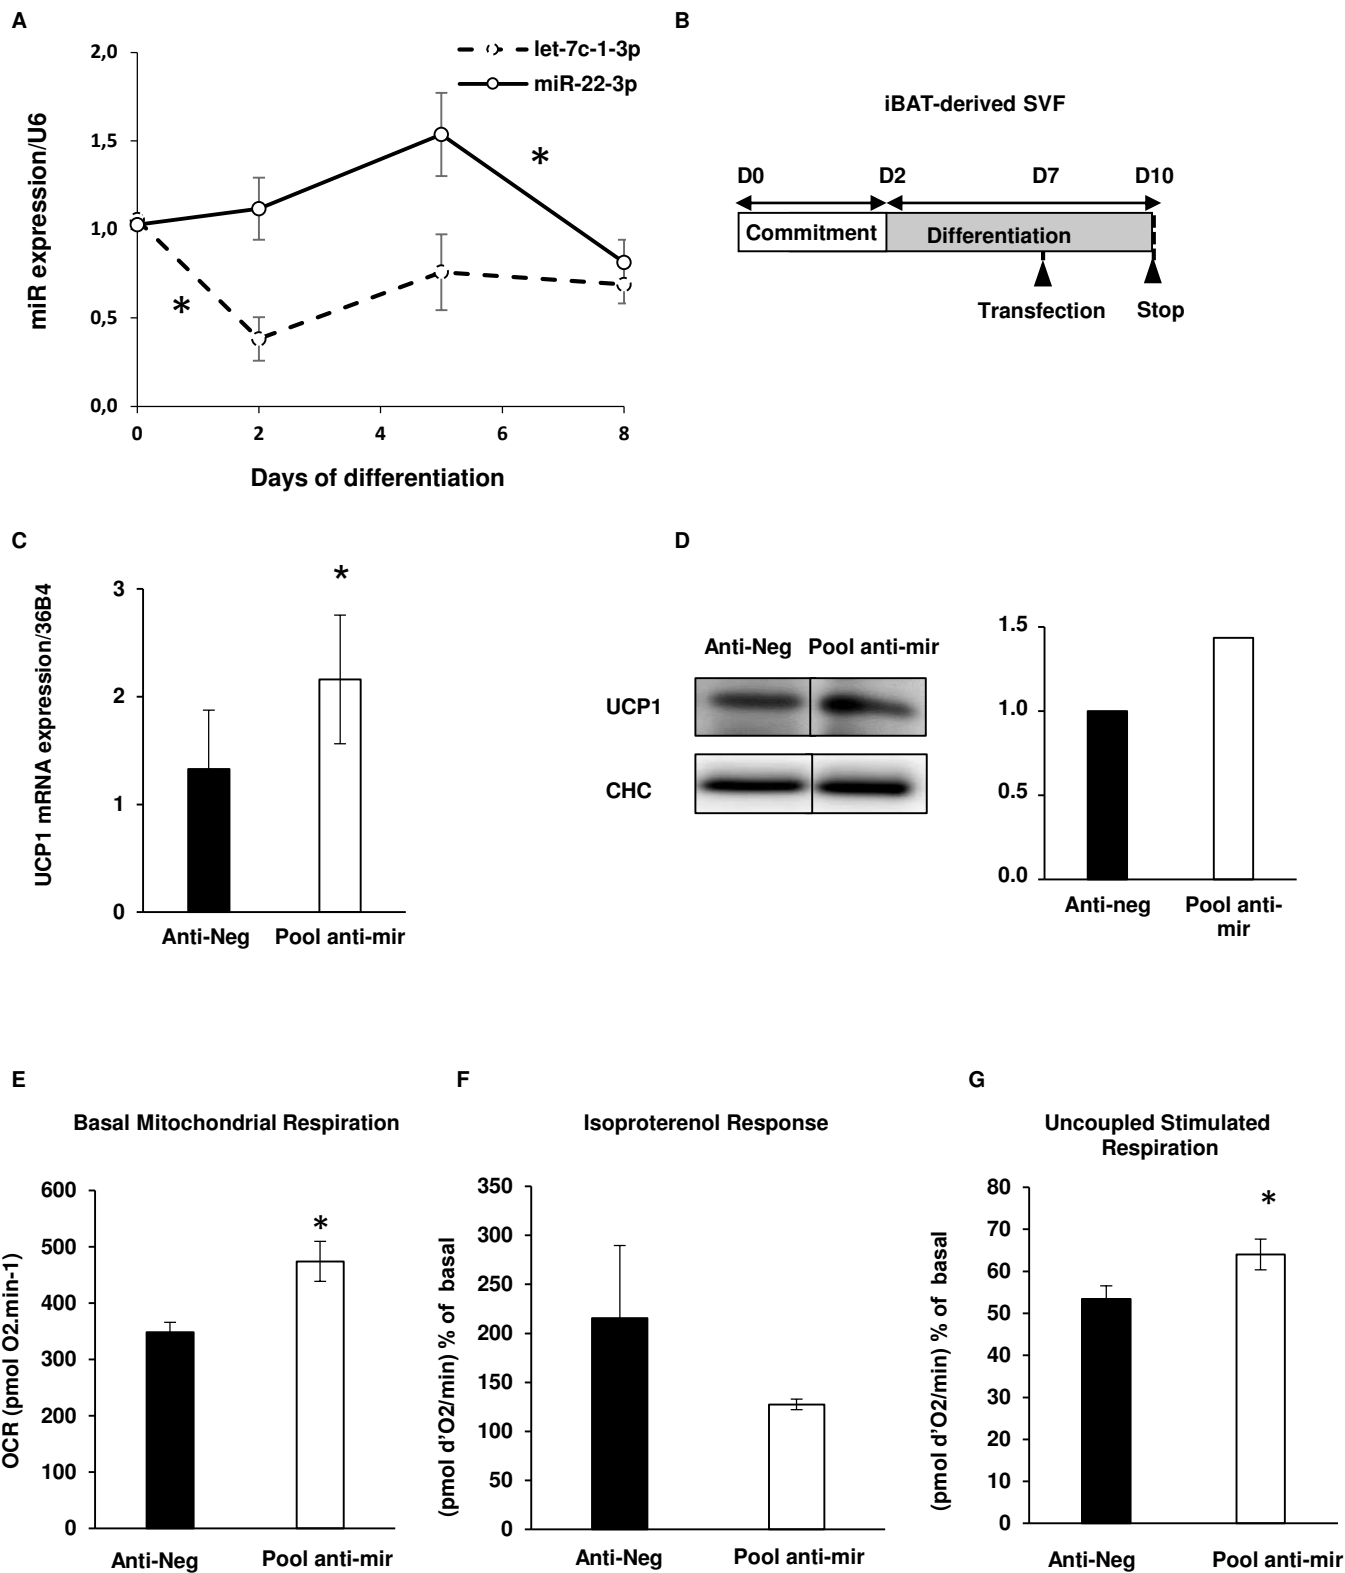 A
2,0
1,5
1,0
0,5
0,0
0
2
4
6
8
miR expression/U6
Days of differentiation
let-7c-1-3p
miR-22-3p
*
*
B
iBAT-derived SVF
D0 D2 D7 D10
Commitment Differentiation
Transfection Stop
C
UCP1 mRNA expression/36B4
3
2
1
0
*
Anti-Neg Pool anti-mir
D
Anti-Neg Pool anti-mir
UCP1
CHC
1.5
1.0
0.5
0.0
Anti-neg Pool anti-
mir
E
Basal Mitochondrial Respiration
OCR (pmol O2.min-1)
600
500
400
300
200
100
0
*
Anti-Neg Pool anti-mir
F
Isoproterenol Response
(pmol d'O2/min) % of basal
350
300
250
200
150
100
50
0
Anti-Neg Pool anti-mir
G
Uncoupled Stimulated
Respiration
(pmol d'O2/min) % of basal
80
70
60
50
40
30
20
10
0
*
Anti-Neg Pool anti-mir